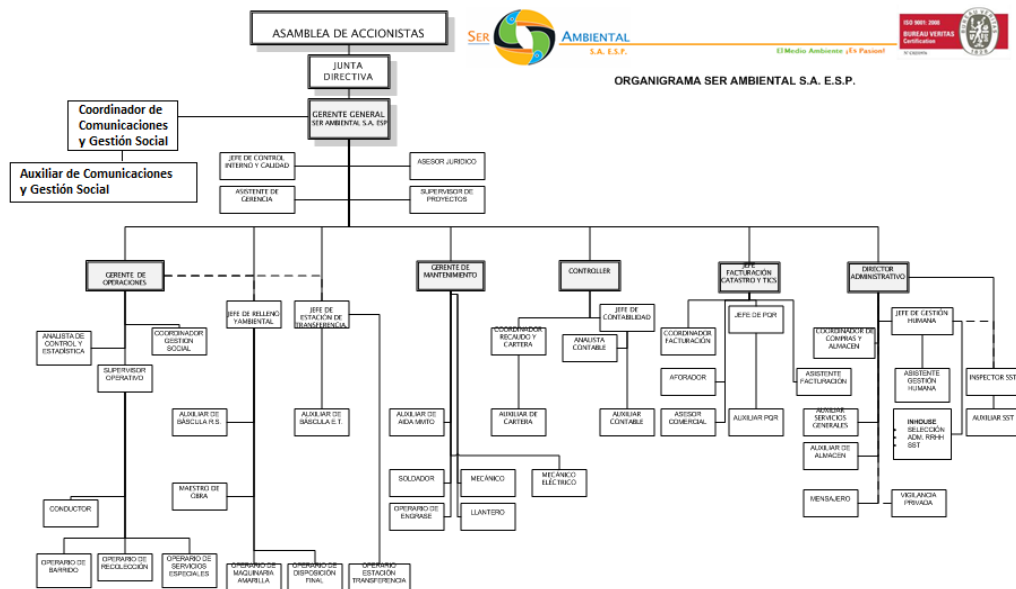 ASAMBLEA DE ACCIONISTAS
SER AMBIENTAL
S.A. E.S.P.
El Medio Ambiente ¡Es Pasion!
ISO 9001: 2008
BUREAU VERITAS
Certification
BUREAU VERITAS
1828
ORGANIGRAMA SER AMBIENTAL S.A. E.S.P.
JUNTA
DIRECTIVA
Coordinador de
Comunicaciones
y Gestión Social
GERENTE GENERAL
SER AMBIENTAL S.A. ESP
Auxiliar de Comunicaciones
y Gestión Social
JEFE DE CONTROL
INTERNO Y CALIDAD
ASESOR JURIDICO
ASISTENTE DE
GERENCIA
SUPERVISOR DE
PROYECTOS
GERENTE DE
OPERACIONES
GERENTE DE
MANTENIMIENTO
CONTROLLER
JEFE
FACTURACIÓN
CATASTRO Y TICS
DIRECTOR
ADMINISTRATIVO
JEFE DE RELLENO
YAMBIENTAL
JEFE DE
ESTACIÓN DE
TRANSFERENCIA
JEFE DE
CONTABILIDAD
JEFE DE PQR
JEFE DE GESTIÓN
HUMANA
ANALISTA DE
CONTROL Y
ESTADÍSTICA
COORDINADOR
GESTIÓN
SOCIAL
COORDINADOR
RECAUDO Y
CARTERA
ANALISTA
CONTABLE
COORDINADOR
FACTURACIÓN
COORDINADOR DE
COMPRAS Y
ALMACEN
SUPERVISOR
OPERATIVO
AFORADOR
ASISTENTE
FACTURACIÓN
ASISTENTE
GESTIÓN
HUMANA
INSPECTOR SST
AUXILIAR DE
BÁSCULA R.S.
AUXILIAR DE
BÁSCULA E.T.
AUXILIAR DE
AIDA MMTO
AUXILIAR DE
CARTERA
AUXILIAR
CONTABLE
ASESOR
COMERCIAL
AUXILIAR PQR
AUXILIAR
SERVICIOS
GENERALES
INHOUSE
SELECCIÓN
ADM. RRHH
SST
AUXILIAR SST
AUXILIAR DE
ALMACEN
SOLDADOR
MECÁNICO
MECÁNICO
ELÉCTRICO
MAESTRO DE
OBRA
CONDUCTOR
OPERARIO DE
ENGRASE
LLANTERO
MENSAJERO
VIGILANCIA
PRIVADA
OPERARIO DE
BARRIDO
OPERARIO DE
RECOLECCIÓN
OPERARIO DE
SERVICIOS
ESPECIALES
OPERARIO DE
MAQUINARIA
AMARILLA
OPERARIO DE
DISPOSICIÓN
FINAL
OPERARIO
ESTACIÓN
TRANSFERENCIA